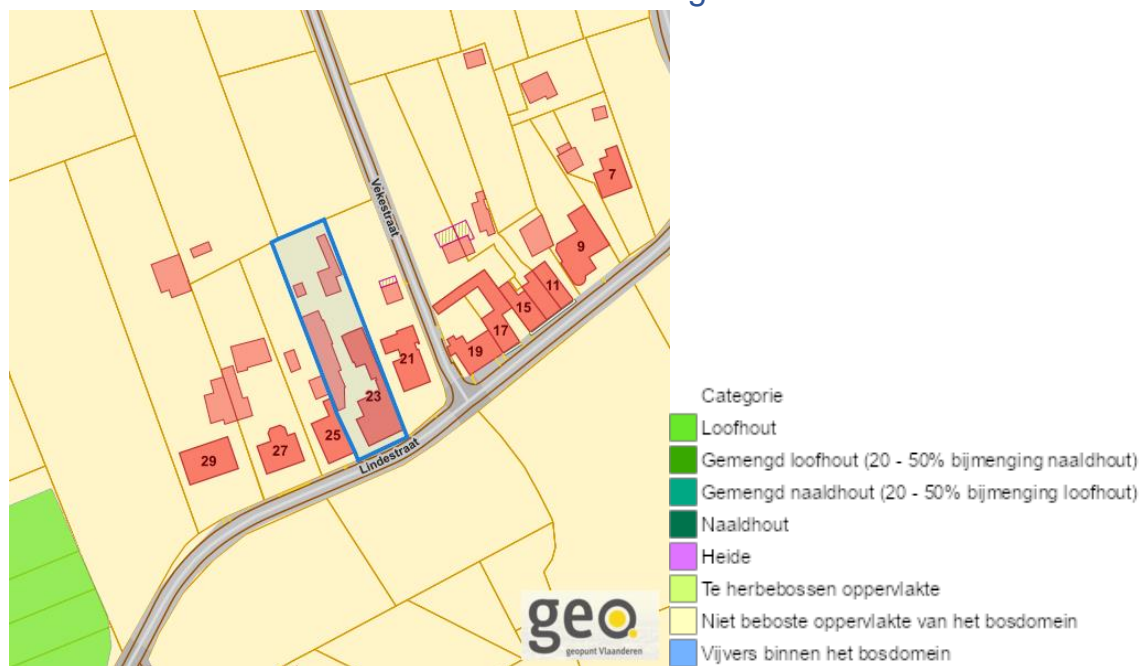 Vekestraat
7
9
11
15
17
19
21
23
25
27
29
Lindestraat
geo
geopunt Vlaanderen
Categorie
Loofhout
Gemengd loofhout (20 - 50% bijmenging naaldhout)
Gemengd naaldhout (20 - 50% bijmenging loofhout)
Naaldhout
Heide
Te herbebossen oppervlakte
Niet beboste oppervlakte van het bosdomein
Vijvers binnen het bosdomein